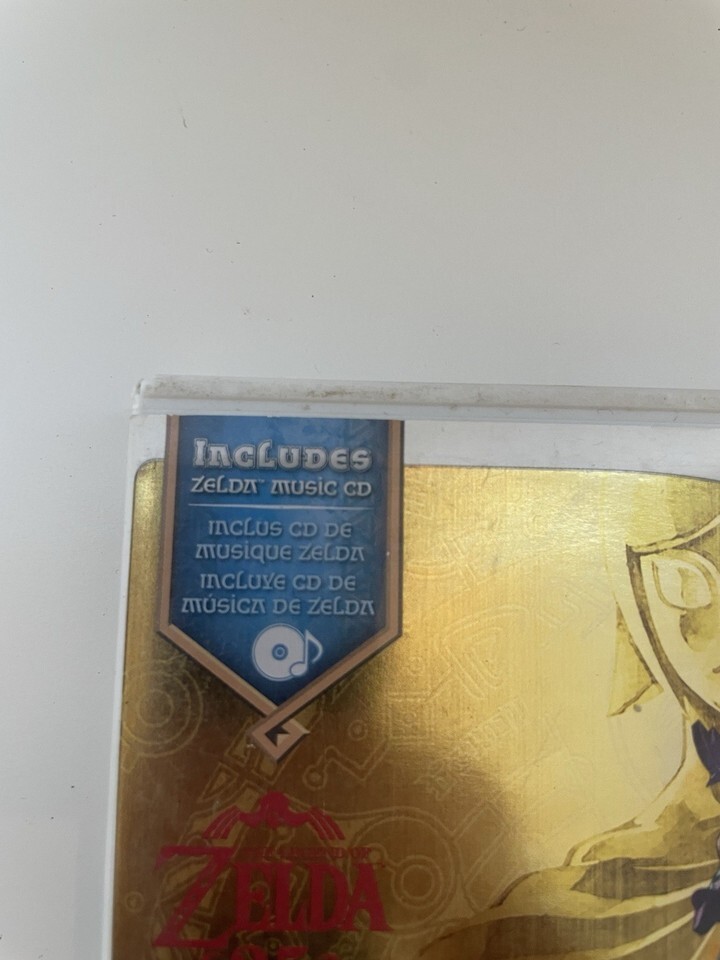 INCLUDES
ZELDA™ MUSIC CD
INCLUS CD DE
MUSIQUE ZELDA
INCLUYE CD DE
MÚSICA DE ZELDA
ZELDA